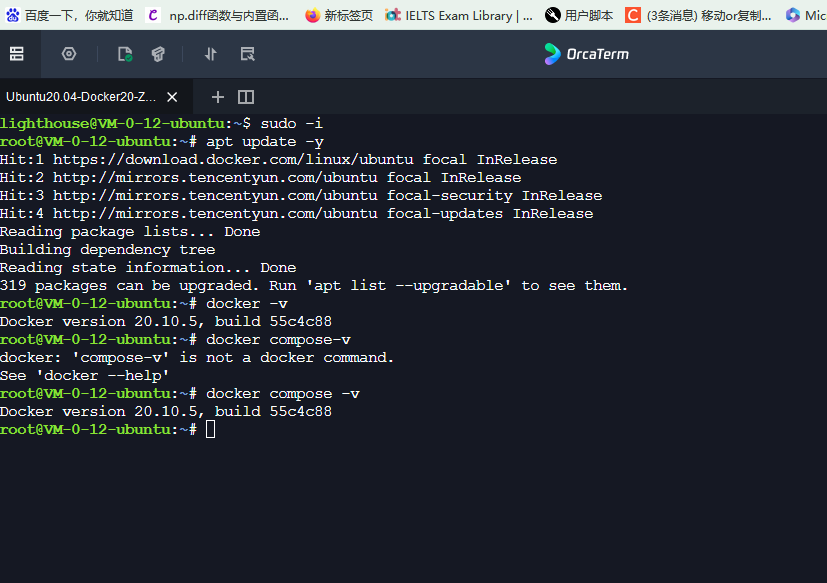 百度一下，你就知道 C np.diff函数与内置函... 新标签页 IELTS Exam Library | ... 用户脚本 C (3条消息) 移动or复制... Mic
OrcaTerm
Ubuntu20.04-Docker20-Z...
lighthouse@VM-0-12-ubuntu:~$ sudo -i
root@VM-0-12-ubuntu:~# apt update -y
Hit:1 https://download.docker.com/linux/ubuntu focal InRelease
Hit:2 http://mirrors.tencentyun.com/ubuntu focal InRelease
Hit:3 http://mirrors.tencentyun.com/ubuntu focal-security InRelease
Hit:4 http://mirrors.tencentyun.com/ubuntu focal-updates InRelease
Reading package lists... Done
Building dependency tree
Reading state information... Done
319 packages can be upgraded. Run 'apt list --upgradable' to see them.
root@VM-0-12-ubuntu:~# docker -v
Docker version 20.10.5, build 55c4c88
root@VM-0-12-ubuntu:~# docker compose-v
docker: 'compose-v' is not a docker command.
See 'docker --help'
root@VM-0-12-ubuntu:~# docker compose -v
Docker version 20.10.5, build 55c4c88
root@VM-0-12-ubuntu:~#